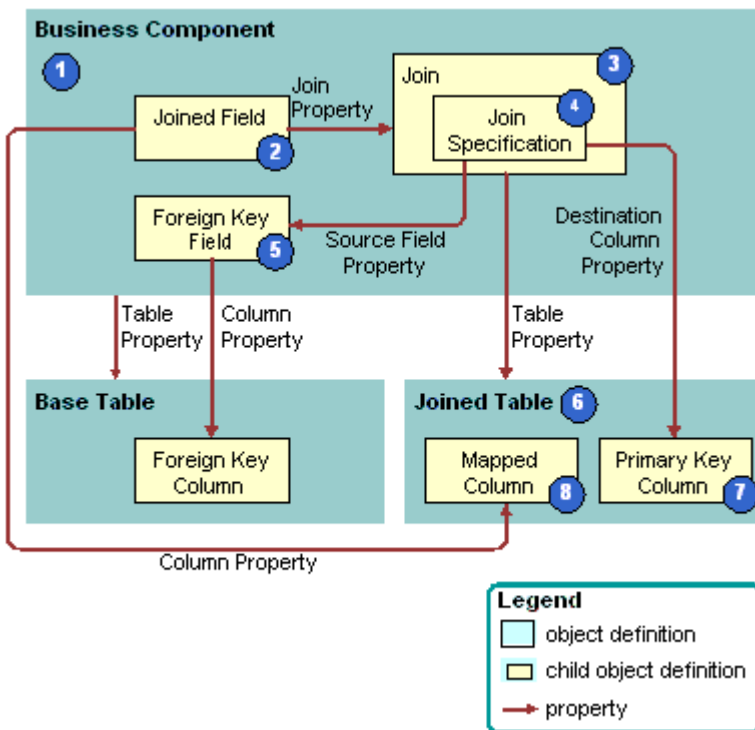 Business Component
1
Joined Field
2
Join
Property
Join
3
Join
Specification
4
Foreign Key
Field
5
Source Field
Property
Destination
Column
Property
Table
Property
Column
Property
Table
Property
Base Table
Foreign Key
Column
Joined Table
6
Mapped
Column
8
Primary Key
Column
7
Column Property
Legend
object definition
child object definition
property